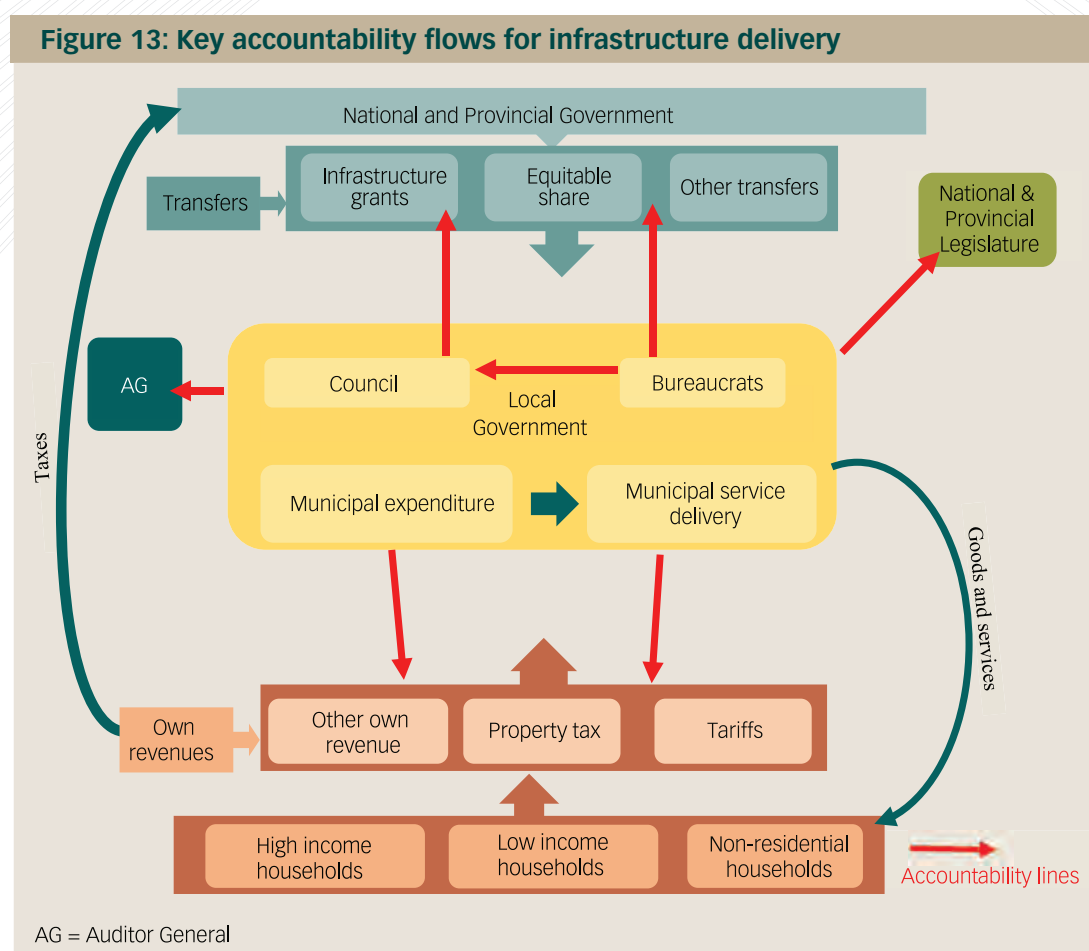 Figure 13: Key accountability flows for infrastructure delivery
National and Provincial Government
Transfers
Infrastructure
grants
Equitable
share
Other transfers
National &
Provincial
Legislature
AG
Council
Bureaucrats
Local
Government
Municipal expenditure
Municipal service
delivery
Taxes
Goods and services
Own
revenues
Other own
revenue
Property tax
Tariffs
High income
households
Low income
households
Non-residential
households
Accountability lines
AG = Auditor General